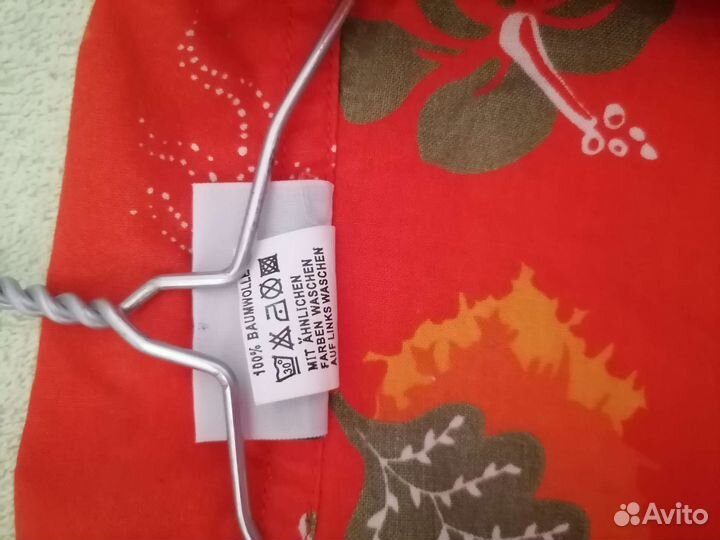 100% BAUMWOLLE
30°
MIT ÄHNLICHEN
FARBEN WASCHEN
AUF LINKS WASCHEN
Avito